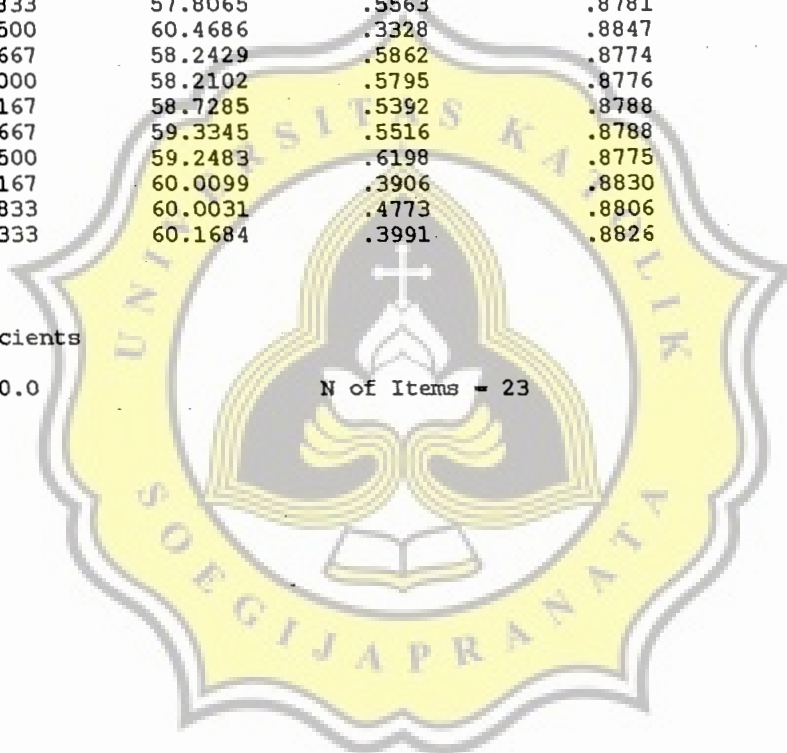 333 57.8065 .5563 .8781
500 60.4686 .3328 .8847
667 58.2429 .5862 .8774
000 58.2102 .5795 .8776
167 58.7285 .5392 .8788
667 59.3345 .5516 .8788
500 59.2483 .6198 .8775
167 60.0099 .3906 .8830
833 60.0031 .4773 .8806
333 60.1684 .3991 .8826
cients
0.0 N of Items = 23
UNIVERSITAS KATOLIK
SOEGIJAPRANATA